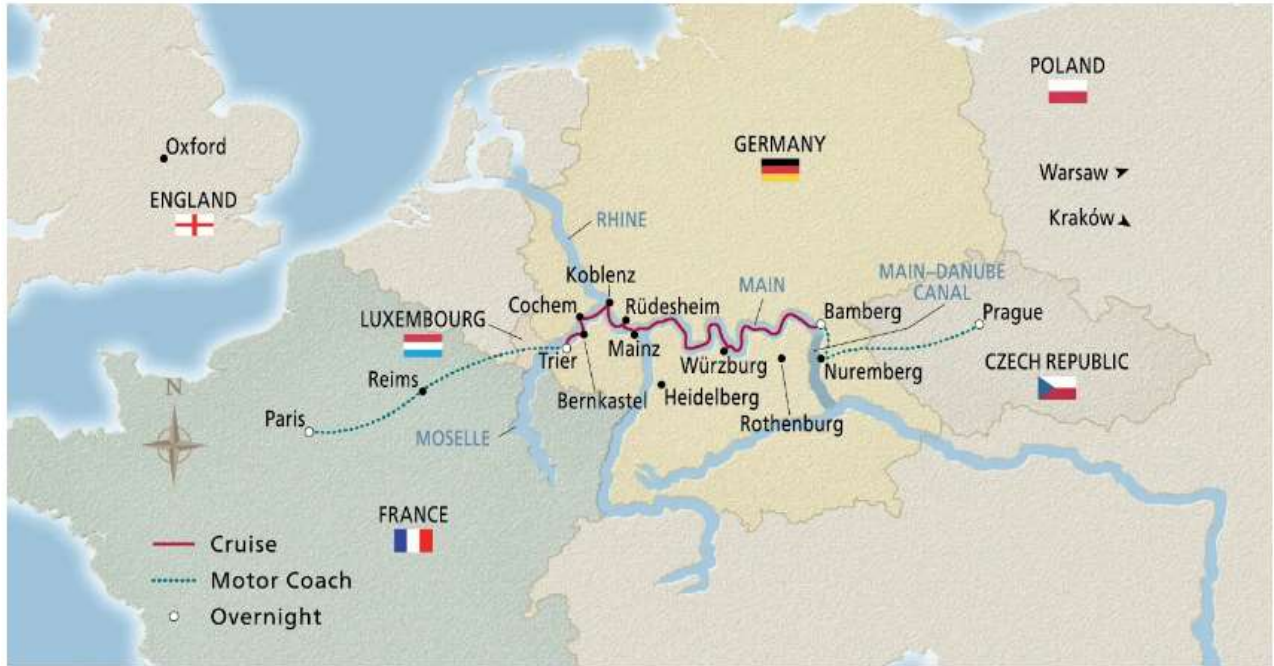 POLAND
Oxford
GERMANY
Warsaw
ENGLAND
Kraków
RHINE
MAIN–DANUBE
CANAL
Koblenz
MAIN
Cochem
Rüdesheim
Bamberg
Prague
LUXEMBOURG
Trier
Mainz
Würzburg
Nuremberg
CZECH REPUBLIC
Reims
Bernkastel
Heidelberg
N
Paris
MOSELLE
Rothenburg
FRANCE
Cruise
Motor Coach
Overnight